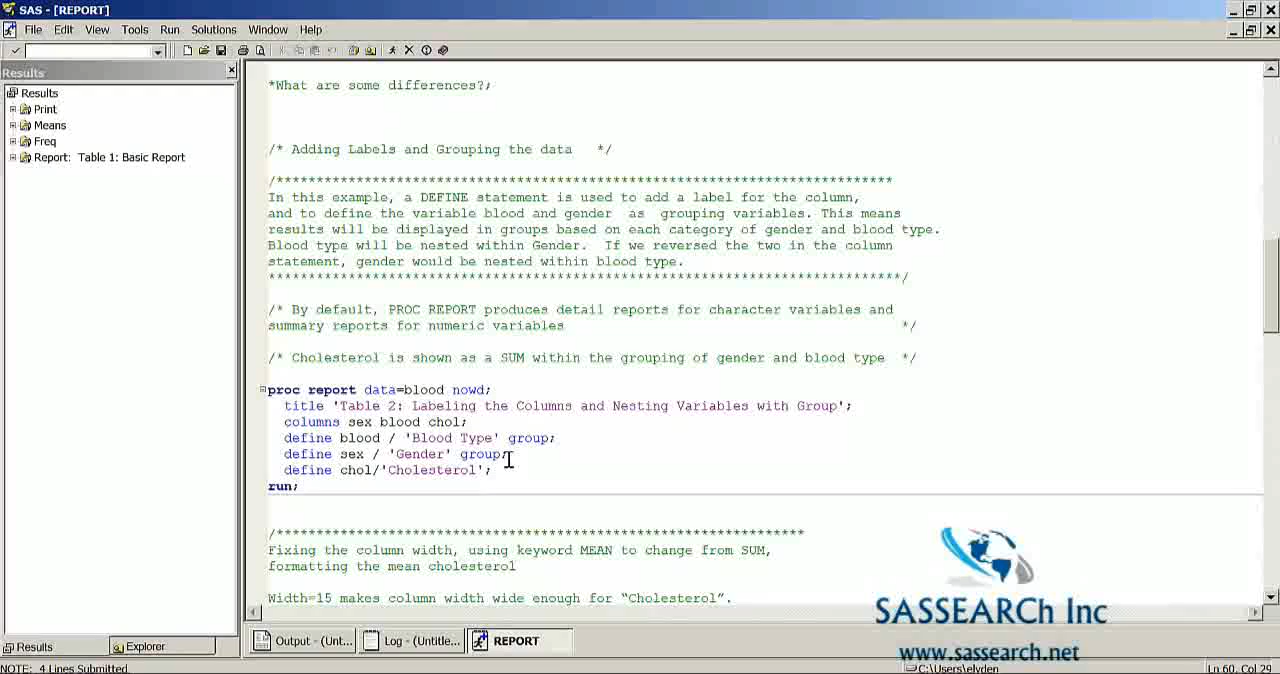 SAS - [REPORT]
File Edit View Tools Run Solutions Window Help
Results
Results
Print
Means
Freq
Report: Table 1: Basic Report
*What are some differences?;
/* Adding Labels and Grouping the data */
/******************************************************************************
In this example, a DEFINE statement is used to add a label for the column,
and to define the variable blood and gender as grouping variables. This means
results will be displayed in groups based on each category of gender and blood type.
Blood type will be nested within Gender. If we reversed the two in the column
statement, gender would be nested within blood type.
*******************************************************************************/
/* By default, PROC REPORT produces detail reports for character variables and
summary reports for numeric variables */
/* Cholesterol is shown as a SUM within the grouping of gender and blood type */
proc report data=blood nowd;
title 'Table 2: Labeling the Columns and Nesting Variables with Group';
columns sex blood chol;
define blood / 'Blood Type' group;
define sex / 'Gender' group;
define chol/'Cholesterol';
run;
/*******************************************************************
Fixing the column width, using keyword MEAN to change from SUM,
formatting the mean cholesterol
Width=15 makes column width wide enough for “Cholesterol”.
SASSEARCh Inc
www.sassearch.net
Results Explorer
Output - (Unt... Log - (Untitle... REPORT
NOTE: 4 Lines Submitted. C:\Users\elyden Ln 60, Col 29